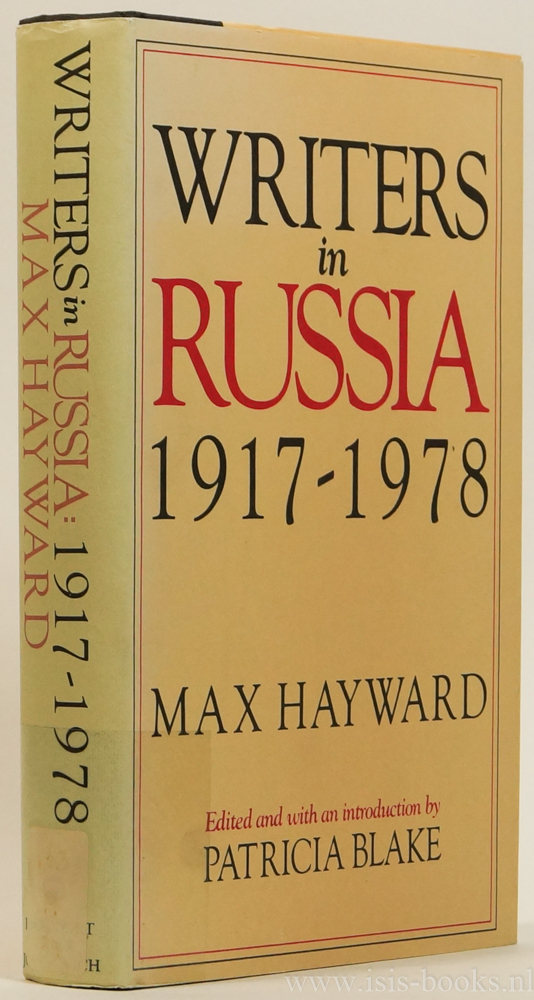 WRITERS in RUSSIA: 1917-1978
MAX HAYWARD
WRITERS
in
RUSSIA
1917-1978
MAX HAYWARD
Edited and with an introduction by
PATRICIA BLAKE
www.isis-books.nl